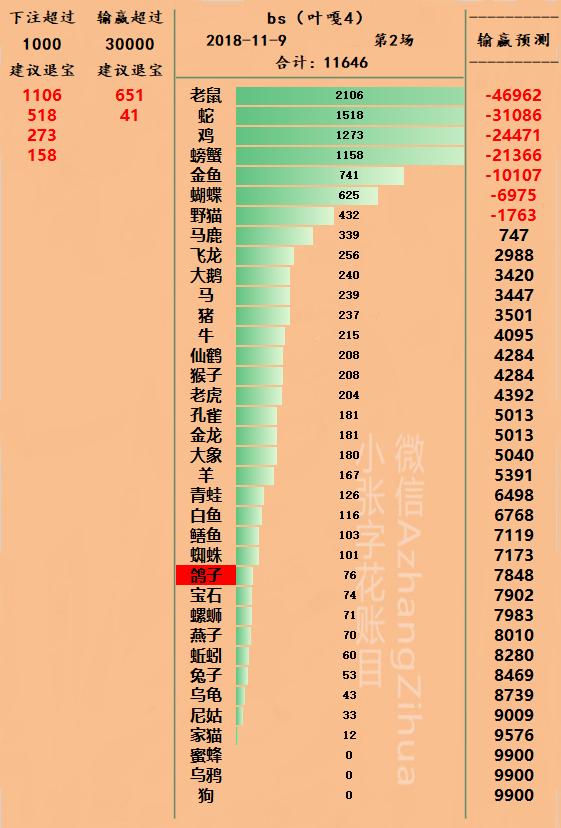 下注超过 输赢超过 bs（叶嘎4） ----------
1000 30000 2018-11-9 第2场 输赢预测
建议退宝 建议退宝 合计：11646 ----------
1106 651 老鼠 2106 -46962
518 41 蛇 1518 -31086
273 鸡 1273 -24471
158 螃蟹 1158 -21366
金鱼 741 -10107
蝴蝶 625 -6975
野猫 432 -1763
马鹿 339 747
飞龙 256 2988
大鹅 240 3420
马 239 3447
猪 237 3501
牛 215 4095
仙鹤 208 4284
猴子 208 4284
老虎 204 4392
孔雀 181 5013
金龙 181 5013
大象 180 5040
羊 167 5391
青蛙 126 6498
白鱼 116 6768
鳝鱼 103 7119
蜘蛛 101 7173
鸽子 76 7848
宝石 74 7902
螺蛳 71 7983
燕子 70 8010
蚯蚓 60 8280
兔子 53 8469
乌龟 43 8739
尼姑 33 9009
家猫 12 9576
蜜蜂 0 9900
乌鸦 0 9900
狗 0 9900
微信AzhangZihua
小张字花账目